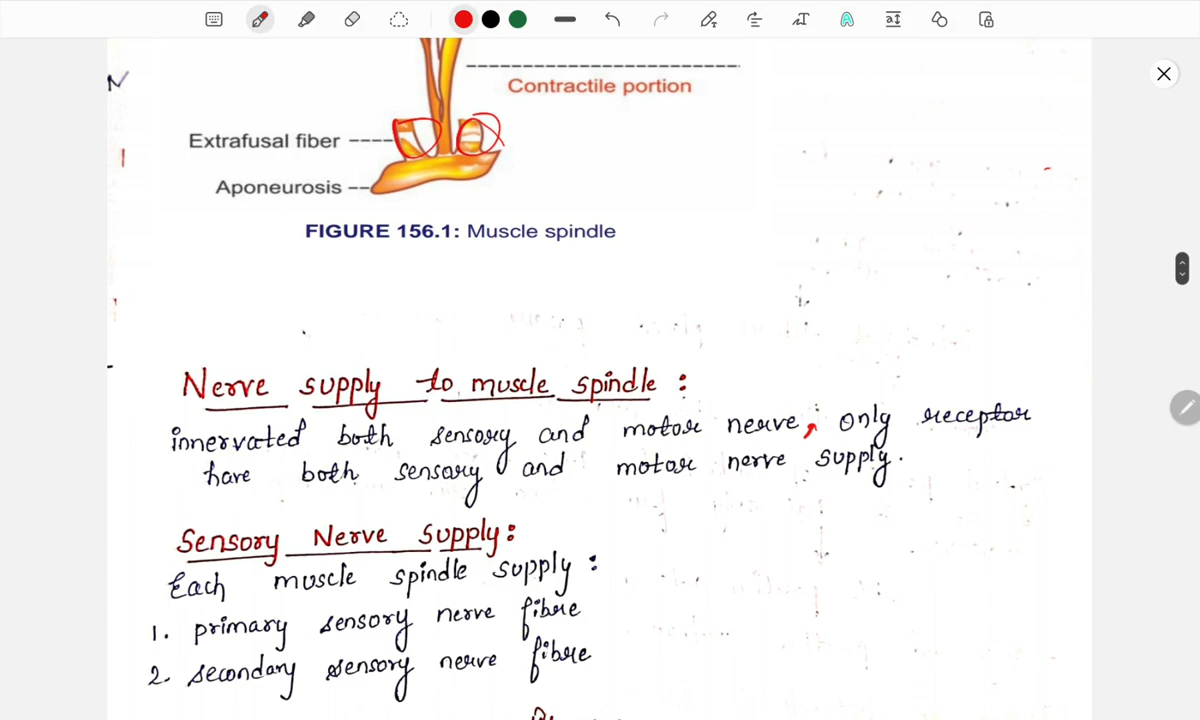 Contractile portion
Extrafusal fiber
Aponeurosis
FIGURE 156.1: Muscle spindle
Nerve supply to muscle spindle :
innervated both sensory and motor nerve, only receptor
have both sensory and motor nerve supply.
Sensory Nerve Supply:
Each muscle spindle supply :
1. primary sensory nerve fibre
2. secondary sensory nerve fibre